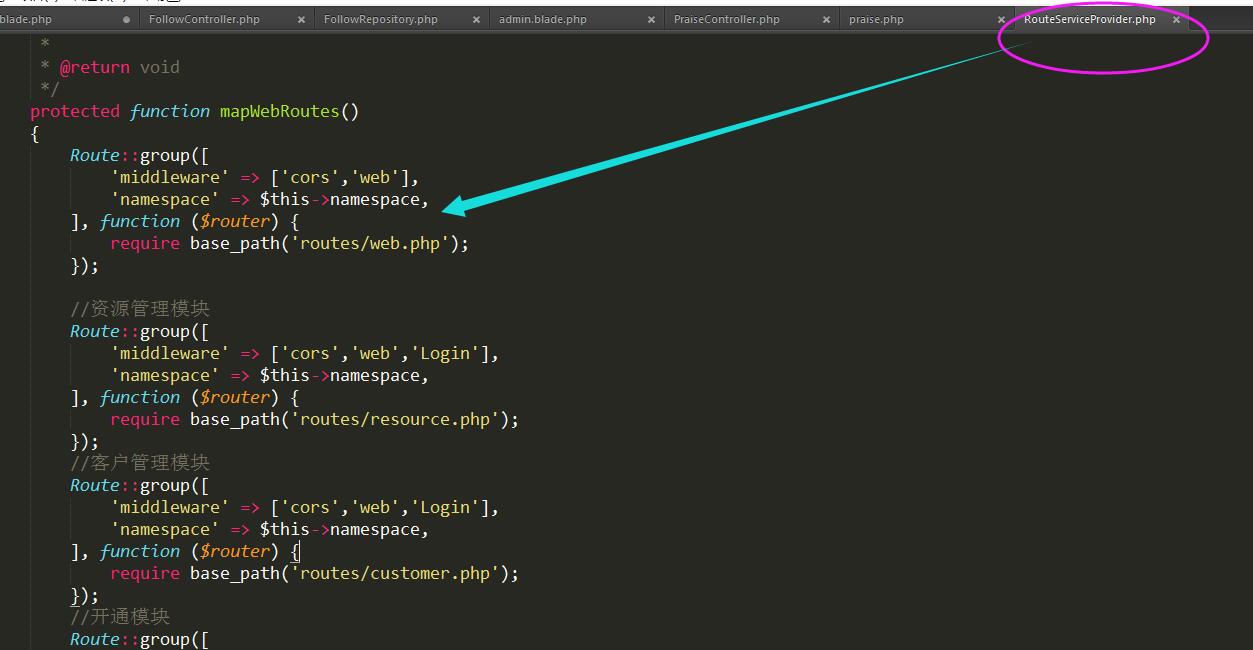 blade.php FollowController.php FollowRepository.php admin.blade.php PraiseController.php praise.php RouteServiceProvider.php
*
* @return void
*/
protected function mapWebRoutes()
{
Route::group([
'middleware' => ['cors','web'],
'namespace' => $this->namespace,
], function ($router) {
require base_path('routes/web.php');
});
//资源管理模块
Route::group([
'middleware' => ['cors','web','Login'],
'namespace' => $this->namespace,
], function ($router) {
require base_path('routes/resource.php');
});
//客户管理模块
Route::group([
'middleware' => ['cors','web','Login'],
'namespace' => $this->namespace,
], function ($router) {
require base_path('routes/customer.php');
});
//开通模块
Route::group([